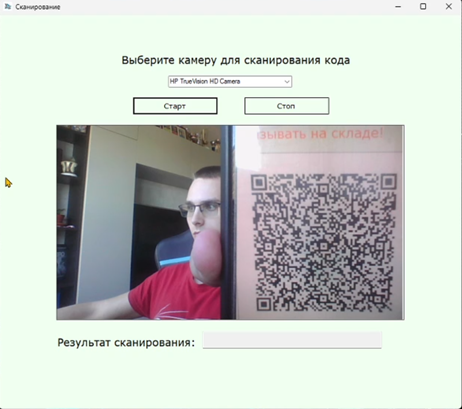 Сканирование
Выберите камеру для сканирования кода
HP TrueVision HD Camera
Старт
Стоп
зывать на складе!
Результат сканирования: